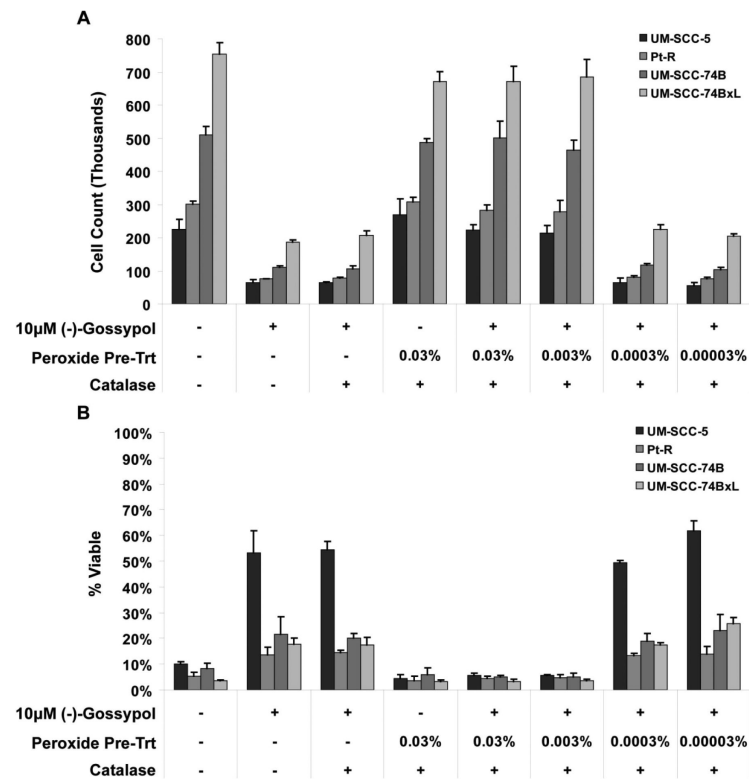 A
800
700
600
500
400
300
200
100
0
Cell Count (Thousands)
UM-SCC-5
Pt-R
UM-SCC-74B
UM-SCC-74BxL
10µM (-)-Gossypol - + + - + + + +
Peroxide Pre-Trt - - - 0.03% 0.03% 0.003% 0.0003% 0.00003%
Catalase - - + + + + + +
B
100%
90%
80%
70%
60%
50%
40%
30%
20%
10%
0%
% Viable
UM-SCC-5
Pt-R
UM-SCC-74B
UM-SCC-74BxL
10µM (-)-Gossypol - + + - + + + +
Peroxide Pre-Trt - - - 0.03% 0.03% 0.003% 0.0003% 0.00003%
Catalase - - + + + + + +